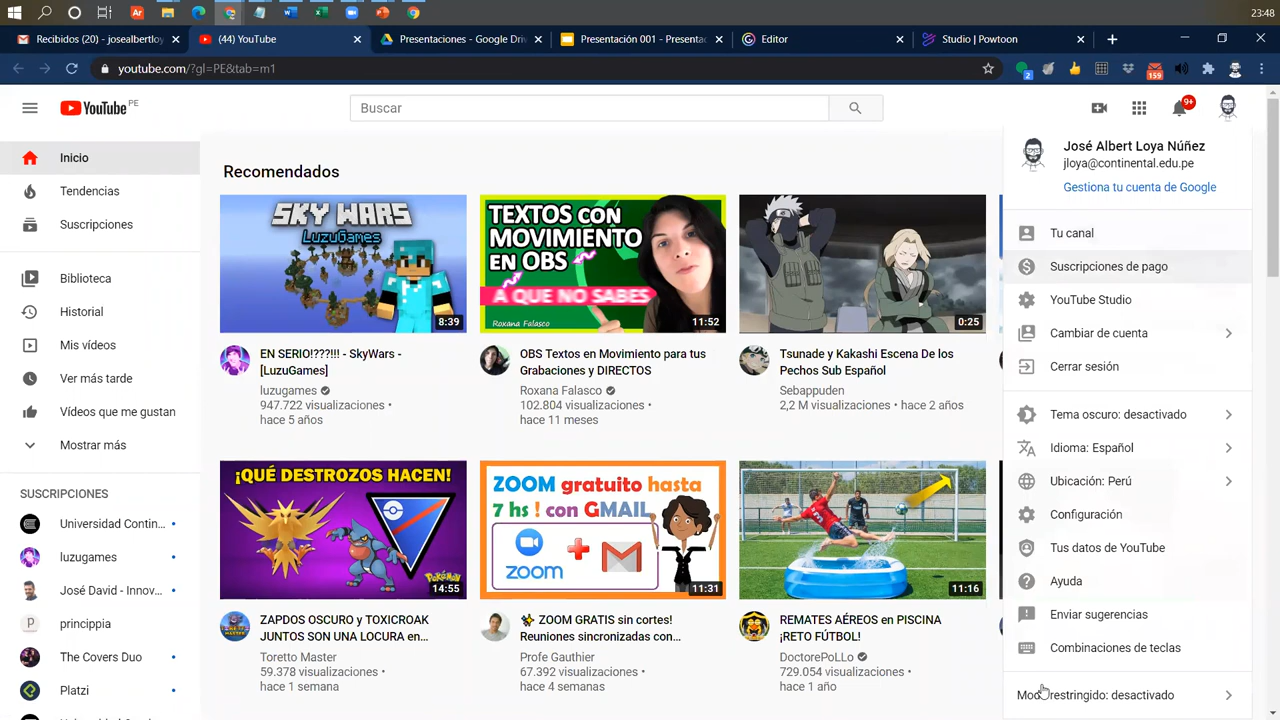 23:48
Recibidos (20) - josealbertloy
(44) YouTube
Presentaciones - Google Driv
Presentación 001 - Presenta
Editor
Studio | Powtoon
youtube.com/?gl=PE&tab=m1
2
159
YouTube PE
Buscar
9+
Inicio
Tendencias
Suscripciones
Biblioteca
Historial
Mis vídeos
Ver más tarde
Vídeos que me gustan
Mostrar más
SUSCRIPCIONES
Universidad Contin...
luzugames
José David - Innov...
princippia
The Covers Duo
Platzi
Recomendados
SKY WARS
LuzuGames
8:39
EN SERIO!???!!! - SkyWars -
[LuzuGames]
luzugames
947.722 visualizaciones •
hace 5 años
TEXTOS CON
MOVIMIENTO
EN OBS
A QUE NO SABES
Roxana Falasco
11:52
OBS Textos en Movimiento para tus
Grabaciones y DIRECTOS
Roxana Falasco
102.804 visualizaciones •
hace 11 meses
0:25
Tsunade y Kakashi Escena De los
Pechos Sub Español
Sebappuden
2,2 M visualizaciones • hace 2 años
¡QUÉ DESTROZOS HACEN!
POKéMON
14:55
ZAPDOS OSCURO y TOXICROAK
JUNTOS SON UNA LOCURA en...
Toretto Master
59.378 visualizaciones •
hace 1 semana
ZOOM gratuito hasta
7 hs ! con GMAIL
zoom
11:31
✨ ZOOM GRATIS sin cortes!
Reuniones sincronizadas con...
Profe Gauthier
67.392 visualizaciones •
hace 4 semanas
11:16
REMATES AÉREOS en PISCINA
¡RETO FÚTBOL!
DoctorePoLLo
729.054 visualizaciones •
hace 1 año
José Albert Loya Núñez
jloya@continental.edu.pe
Gestiona tu cuenta de Google
Tu canal
Suscripciones de pago
YouTube Studio
Cambiar de cuenta
Cerrar sesión
Tema oscuro: desactivado
Idioma: Español
Ubicación: Perú
Configuración
Tus datos de YouTube
Ayuda
Enviar sugerencias
Combinaciones de teclas
Modo restringido: desactivado